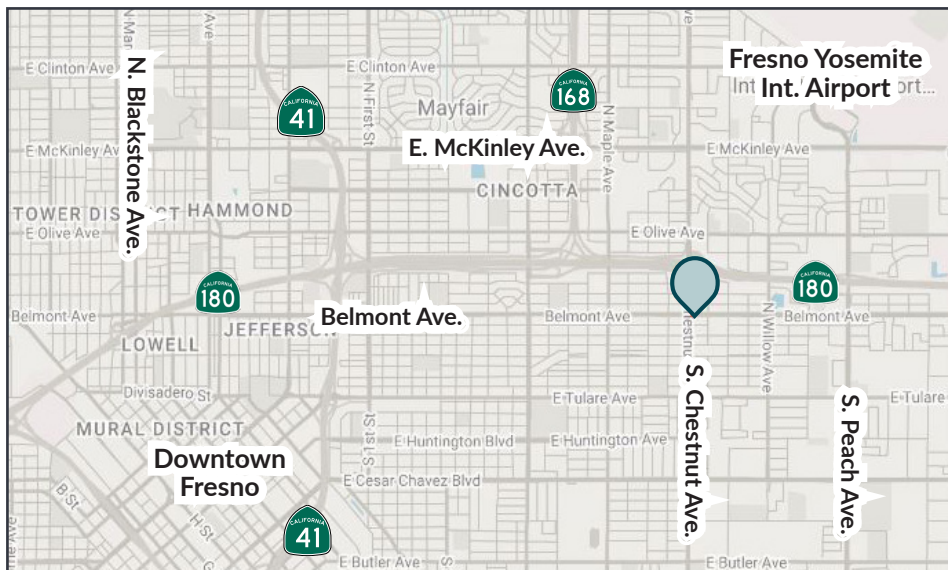 N. Blackstone Ave.
E Clinton Ave
CALIFORNIA
41
N First St
Mayfair
E Clinton Ave
CALIFORNIA
168
N Maple Ave
Fresno Yosemite
Int. Airport
E McKinley Ave
E. McKinley Ave.
E McKinley Ave
CINCOTTA
TOWER DISTRICT
HAMMOND
E Olive Ave
E Olive Ave
CALIFORNIA
180
CALIFORNIA
180
Belmont Ave
Belmont Ave.
Belmont Ave
Belmont Ave
JEFFERSON
LOWELL
N Willow Ave
Divisadero St
E Tulare Ave
E Tulare Ave
S. Chestnut Ave.
S. Peach Ave.
MURAL DISTRICT
S 1st St
E Huntington Blvd
E Huntington Ave
Downtown
Fresno
E Cesar Chavez Blvd
B St
H St
CALIFORNIA
41
E Butler Ave
E Butler Ave